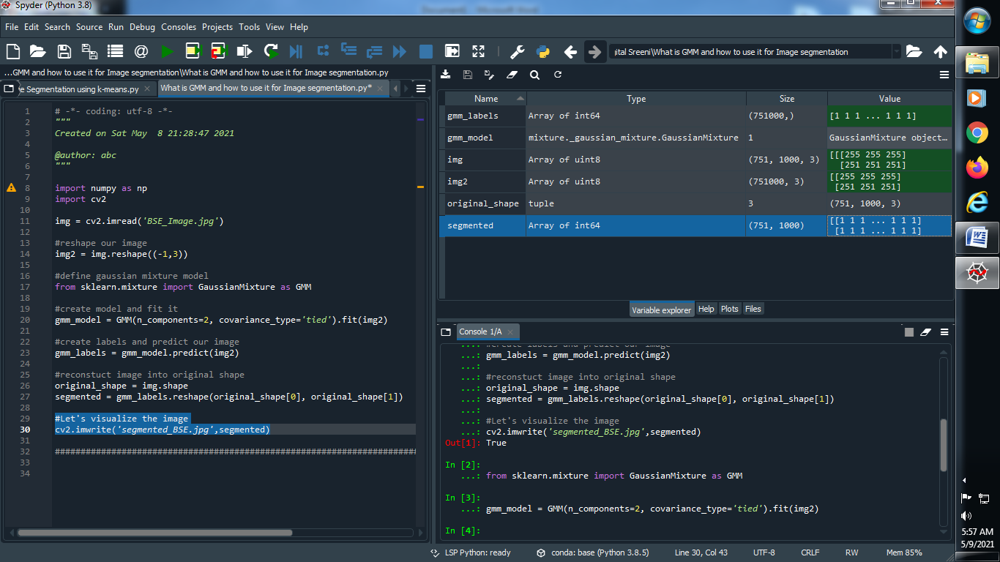 Spyder (Python 3.8)
File Edit Search Source Run Debug Consoles Projects Tools View Help
ital Sreeni\What is GMM and how to use it for Image segmentation
...GMM and how to use it for Image segmentation\What is GMM and how to use it for Image segmentation.py
e Segmentation using k-means.py
What is GMM and how to use it for Image segmentation.py*
1 # -*- coding: utf-8 -*-
2 """
3 Created on Sat May  8 21:28:47 2021
4
5 @author: abc
6 """
7
8 import numpy as np
9 import cv2
10
11 img = cv2.imread('BSE_Image.jpg')
12
13 #reshape our image
14 img2 = img.reshape((-1,3))
15
16 #define gaussian mixture model
17 from sklearn.mixture import GaussianMixture as GMM
18
19 #create model and fit it
20 gmm_model = GMM(n_components=2, covariance_type='tied').fit(img2)
21
22 #create labels and predict our image
23 gmm_labels = gmm_model.predict(img2)
24
25 #reconstuct image into original shape
26 original_shape = img.shape
27 segmented = gmm_labels.reshape(original_shape[0], original_shape[1])
28
29 #Let's visualize the image
30 cv2.imwrite('segmented_BSE.jpg',segmented)
31
32 #######################################################################
33
34
Name Type Size Value
gmm_labels Array of int64 (751000,) [1 1 1 ... 1 1 1]
gmm_model mixture._gaussian_mixture.GaussianMixture 1 GaussianMixture object...
img Array of uint8 (751, 1000, 3) [[[255 255 255]
[251 251 251]
img2 Array of uint8 (751000, 3) [[255 255 255]
[251 251 251]
original_shape tuple 3 (751, 1000, 3)
segmented Array of int64 (751, 1000) [[1 1 1 ... 1 1 1]
[1 1 1 ... 1 1 1]
Variable explorer Help Plots Files
Console 1/A
...: #create labels and predict our image
...: gmm_labels = gmm_model.predict(img2)
...:
...: #reconstuct image into original shape
...: original_shape = img.shape
...: segmented = gmm_labels.reshape(original_shape[0], original_shape[1])
...:
...: #Let's visualize the image
...: cv2.imwrite('segmented_BSE.jpg',segmented)
Out[1]: True
In [2]:
...: from sklearn.mixture import GaussianMixture as GMM
In [3]:
...: gmm_model = GMM(n_components=2, covariance_type='tied').fit(img2)
In [4]:
LSP Python: ready conda: base (Python 3.8.5) Line 30, Col 43 UTF-8 CRLF RW Mem 85%
5:57 AM
5/9/2021